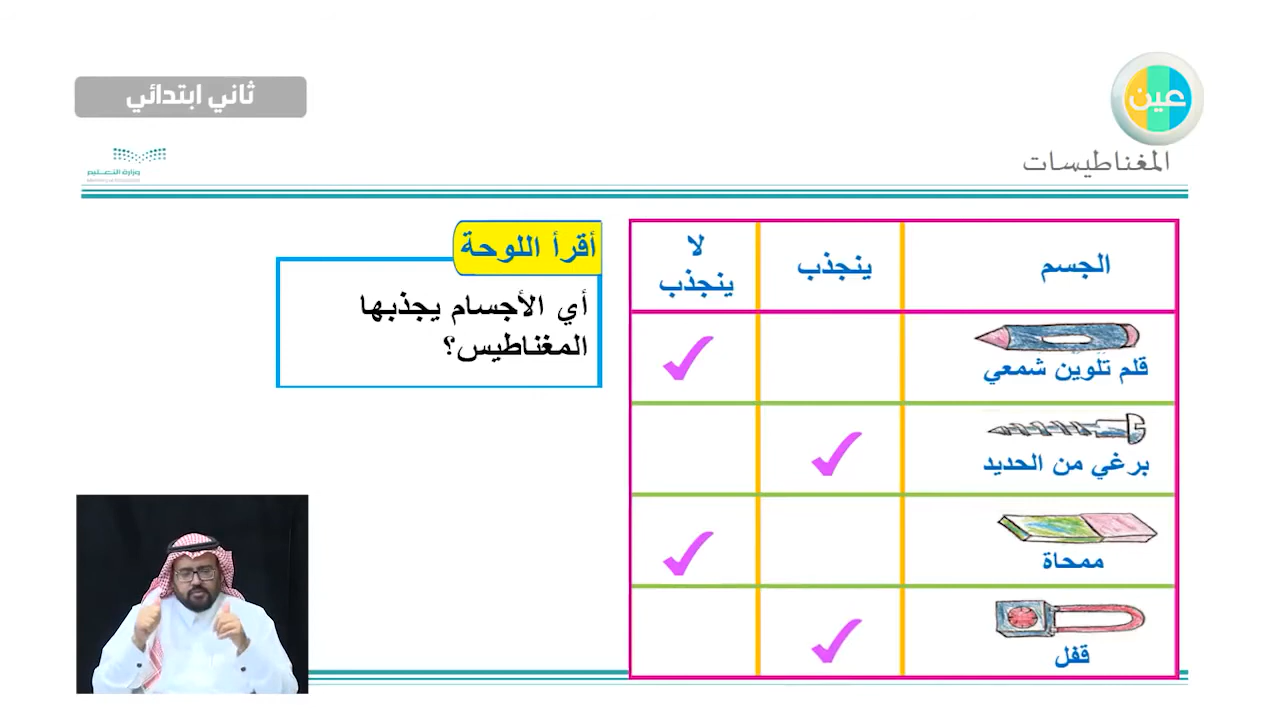 عين
ثاني ابتدائي
المغناطيسات
وزارة التعليم
الجسم
ينجذب
لا
ينجذب
قلم تلوين شمعي
برغي من الحديد
ممحاة
قفل
أقرأ اللوحة
أي الأجسام يجذبها
المغناطيس؟